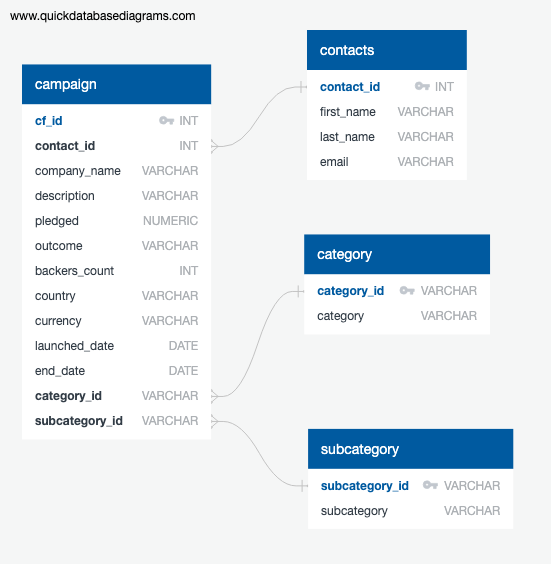 www.quickdatabasediagrams.com
campaign
cf_id INT
contact_id INT
company_name VARCHAR
description VARCHAR
pledged NUMERIC
outcome VARCHAR
backers_count INT
country VARCHAR
currency VARCHAR
launched_date DATE
end_date DATE
category_id VARCHAR
subcategory_id VARCHAR
contacts
contact_id INT
first_name VARCHAR
last_name VARCHAR
email VARCHAR
category
category_id VARCHAR
category VARCHAR
subcategory
subcategory_id VARCHAR
subcategory VARCHAR